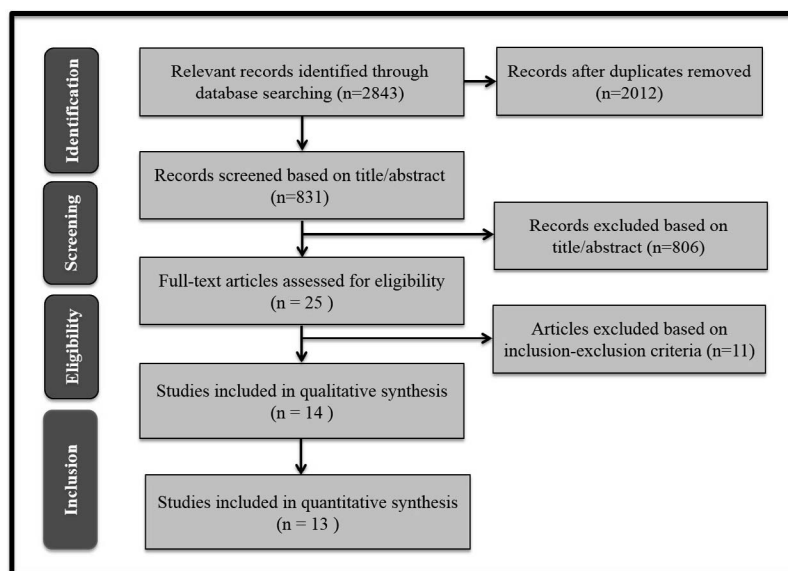 Identification
Relevant records identified through
database searching (n=2843)
Records after duplicates removed
(n=2012)
Records screened based on title/abstract
(n=831)
Screening
Records excluded based on
title/abstract (n=806)
Full-text articles assessed for eligibility
(n = 25 )
Eligibility
Articles excluded based on
inclusion-exclusion criteria (n=11)
Studies included in qualitative synthesis
(n = 14 )
Inclusion
Studies included in quantitative synthesis
(n = 13 )